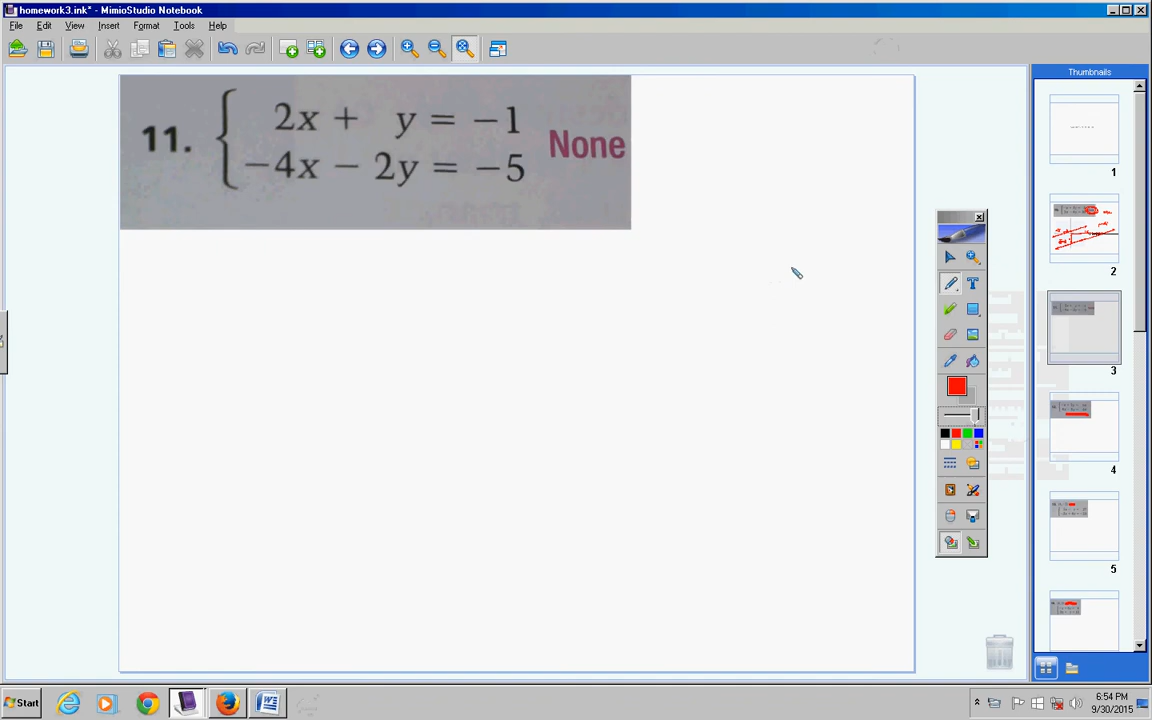 homework3.ink* - MimioStudio Notebook
File Edit View Insert Format Tools Help
Thumbnails
11. 2x + y = −1
−4x − 2y = −5
None
1
2
3
4
5
T
Start
6:54 PM
9/30/2015